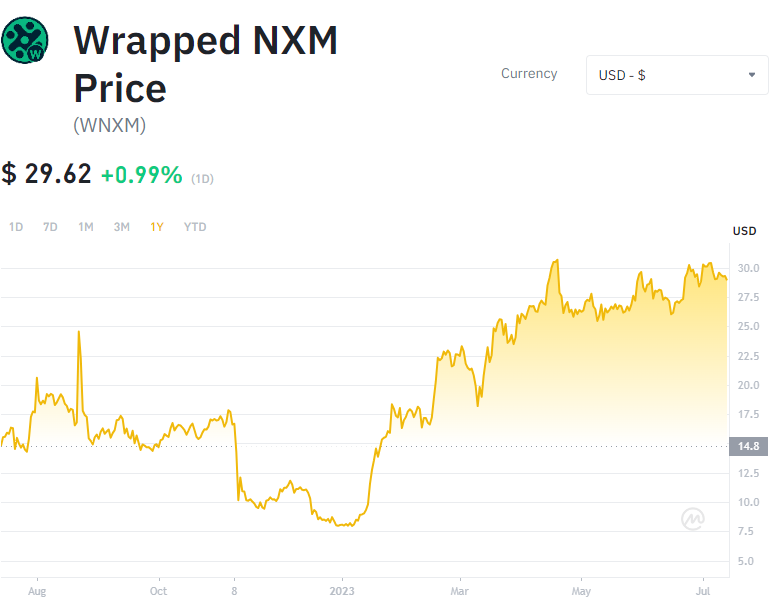 W
Wrapped NXM
Price
(WNXM)
Currency
USD - $
$ 29.62 +0.99% (1D)
1D 7D 1M 3M 1Y YTD
USD
30.0
27.5
25.0
22.5
20.0
17.5
14.8
12.5
10.0
7.5
5.0
Aug Oct 8 2023 Mar May Jul